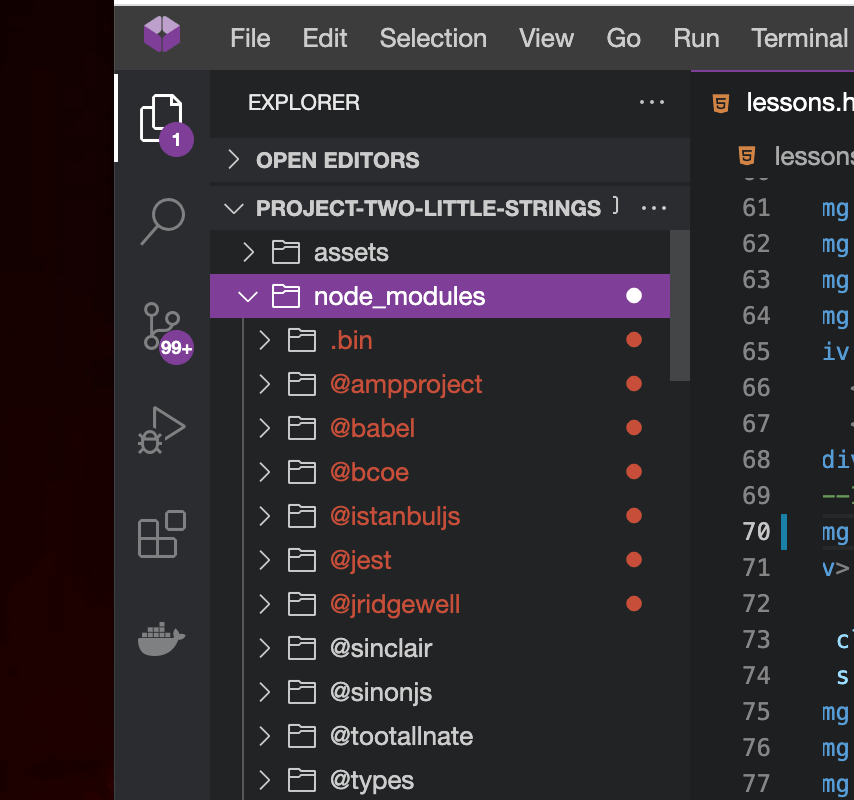 File Edit Selection View Go Run Terminal
EXPLORER
1
OPEN EDITORS
PROJECT-TWO-LITTLE-STRINGS
assets
node_modules
.bin
99+
@ampproject
@babel
@bcoe
@istanbuljs
@jest
@jridgewell
@sinclair
@sinonjs
@tootallnate
@types
lessons.h
lessons
61 mg
62 mg
63 mg
64 mg
65 iv
66 <
67 <
68 div
69 --
70 mg
71 v>
72
73 c
74 s
75 mg
76 mg
77 mg